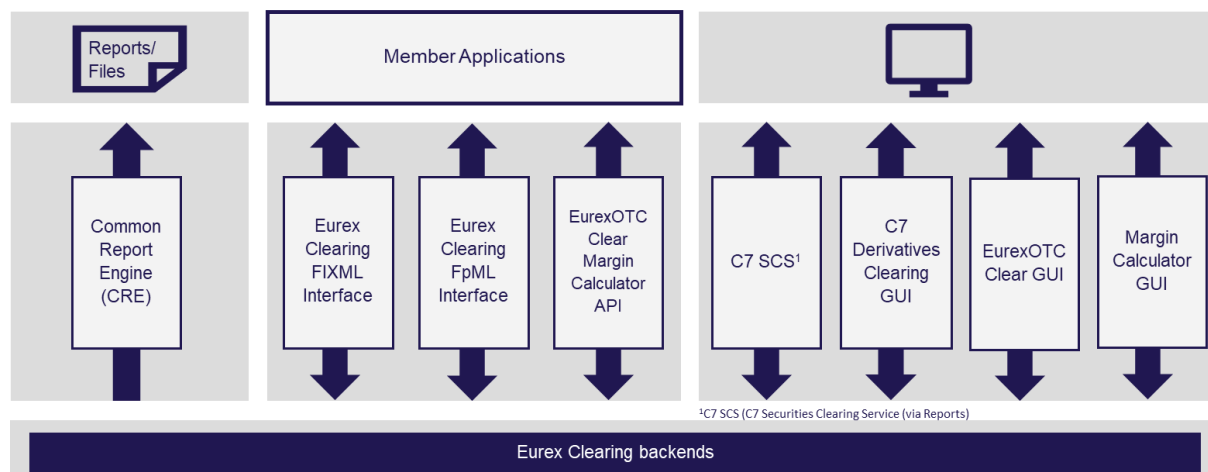 Reports/
Files
Member Applications
Common
Report
Engine
(CRE)
Eurex
Clearing
FIXML
Interface
Eurex
Clearing
FpML
Interface
EurexOTC
Clear
Margin
Calculator
API
C7 SCS¹
C7
Derivatives
Clearing
GUI
EurexOTC
Clear GUI
Margin
Calculator
GUI
¹C7 SCS (C7 Securities Clearing Service (via Reports)
Eurex Clearing backends